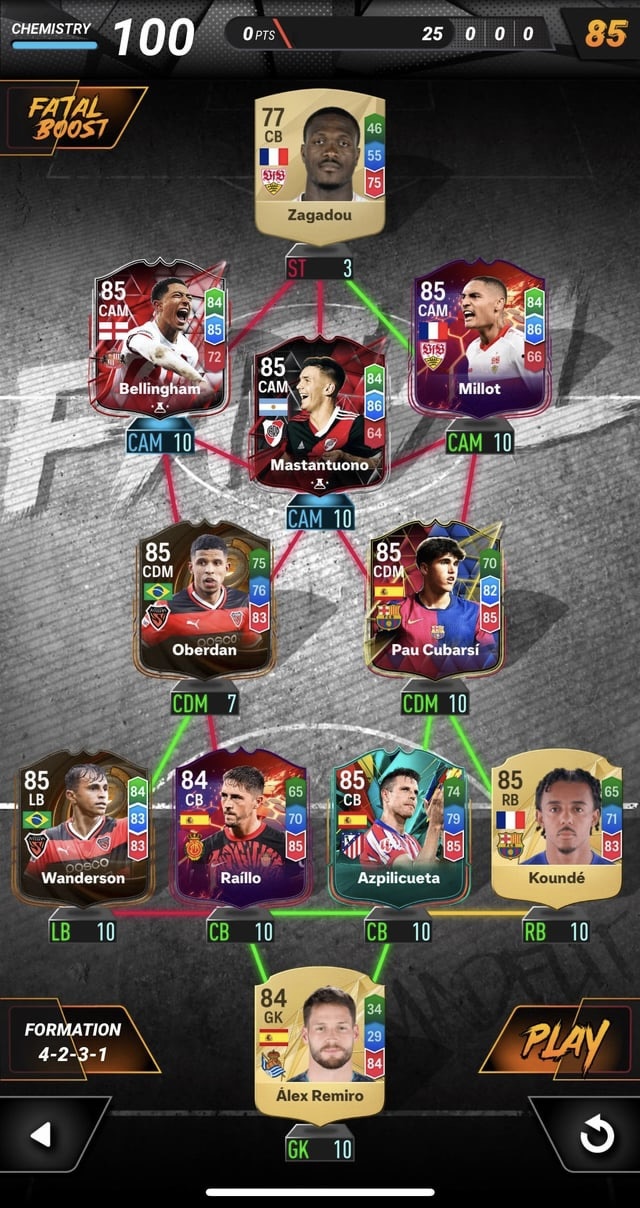 CHEMISTRY 100 0 PTS 25 0 0 0 85
FATAL
BOOST
77
CB
46
55
75
Zagadou
ST 3
85
CAM
84
85
72
Bellingham
CAM 10
85
CAM
84
86
66
Millot
CAM 10
85
CAM
84
86
64
Mastantuono
CAM 10
85
CDM
75
76
83
Oberdan
CDM 7
85
CDM
70
82
85
Pau Cubarsí
CDM 10
85
LB
84
83
83
Wanderson
LB 10
84
CB
65
70
85
Raíllo
CB 10
85
CB
74
79
85
Azpilicueta
CB 10
85
RB
65
71
83
Koundé
RB 10
84
GK
34
29
84
Álex Remiro
GK 10
FORMATION
4-2-3-1
PLAY